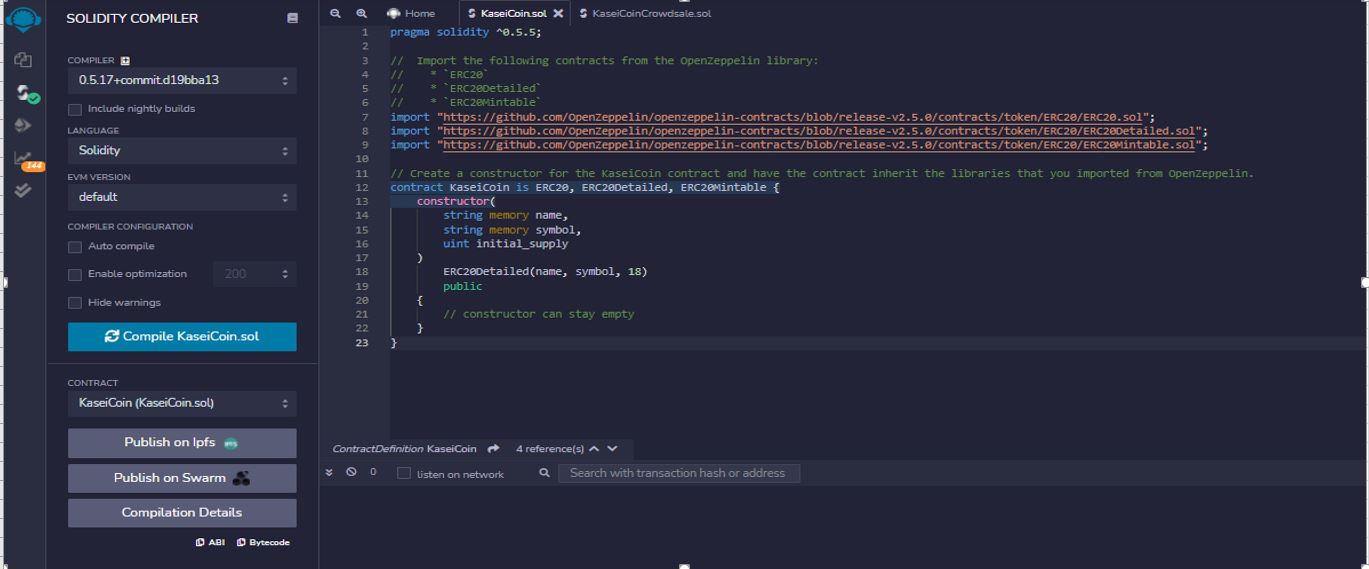 SOLIDITY COMPILER
COMPILER
0.5.17+commit.d19bba13
Include nightly builds
LANGUAGE
Solidity
EVM VERSION
default
COMPILER CONFIGURATION
Auto compile
Enable optimization 200
Hide warnings
Compile KaseiCoin.sol
CONTRACT
KaseiCoin (KaseiCoin.sol)
Publish on Ipfs
Publish on Swarm
Compilation Details
ABI Bytecode
144
Home KaseiCoin.sol KaseiCoinCrowdsale.sol
1 pragma solidity ^0.5.5;
2
3 //  Import the following contracts from the OpenZeppelin library:
4 //    * `ERC20`
5 //    * `ERC20Detailed`
6 //    * `ERC20Mintable`
7 import "https://github.com/OpenZeppelin/openzeppelin-contracts/blob/release-v2.5.0/contracts/token/ERC20/ERC20.sol";
8 import "https://github.com/OpenZeppelin/openzeppelin-contracts/blob/release-v2.5.0/contracts/token/ERC20/ERC20Detailed.sol";
9 import "https://github.com/OpenZeppelin/openzeppelin-contracts/blob/release-v2.5.0/contracts/token/ERC20/ERC20Mintable.sol";
10
11 // Create a constructor for the KaseiCoin contract and have the contract inherit the libraries that you imported from OpenZeppelin.
12 contract KaseiCoin is ERC20, ERC20Detailed, ERC20Mintable {
13     constructor(
14         string memory name,
15         string memory symbol,
16         uint initial_supply
17     )
18         ERC20Detailed(name, symbol, 18)
19         public
20     {
21         // constructor can stay empty
22     }
23 }
ContractDefinition KaseiCoin 4 reference(s)
0 listen on network Search with transaction hash or address